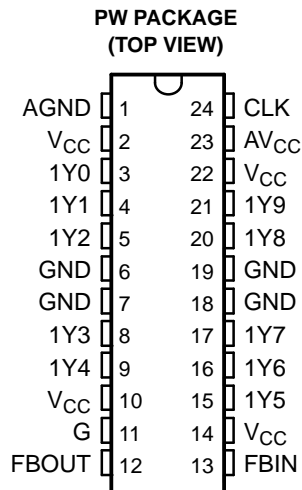 PW PACKAGE
(TOP VIEW)
AGND 1 24 CLK
VCC 2 23 AVCC
1Y0 3 22 VCC
1Y1 4 21 1Y9
1Y2 5 20 1Y8
GND 6 19 GND
GND 7 18 GND
1Y3 8 17 1Y7
1Y4 9 16 1Y6
VCC 10 15 1Y5
G 11 14 VCC
FBOUT 12 13 FBIN